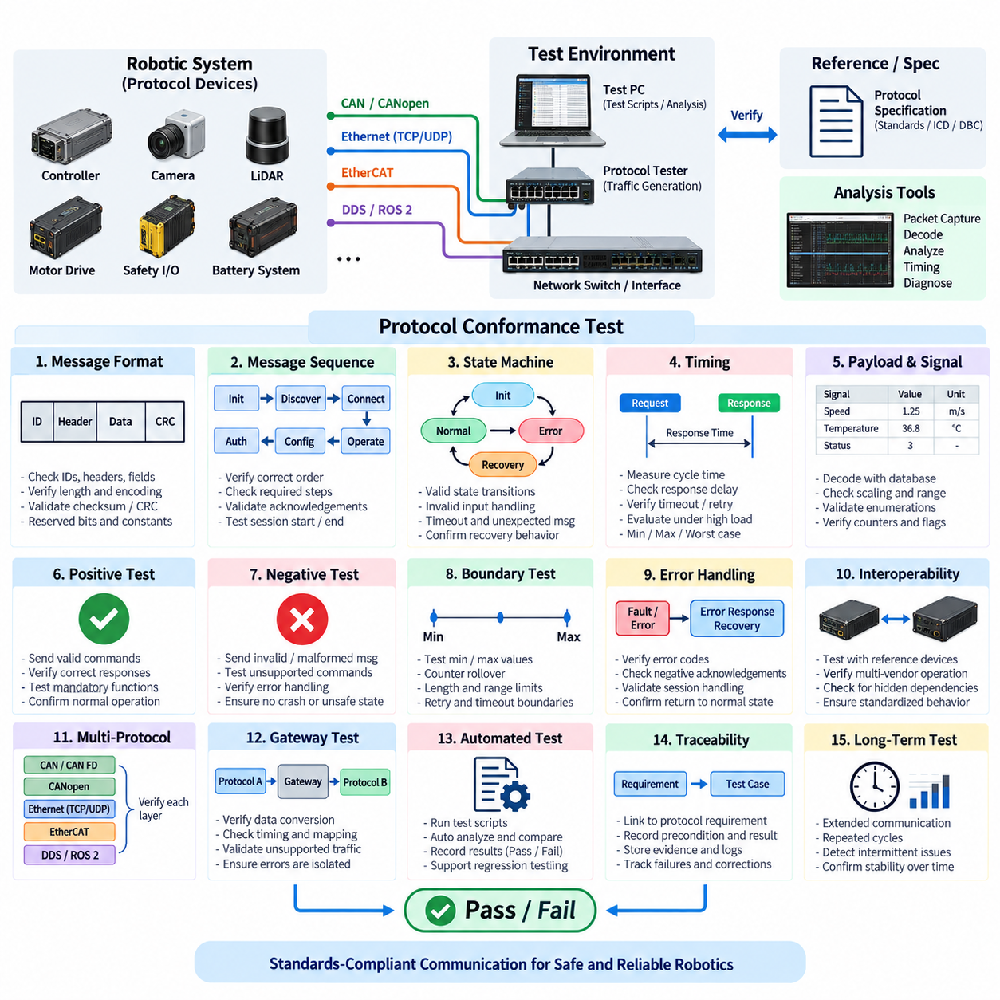 Robotic System
(Protocol Devices)
Controller
Camera
LiDAR
Motor Drive
Safety I/O
Battery System
CAN / CANopen
Ethernet (TCP/UDP)
EtherCAT
DDS / ROS 2
...
Test Environment
Test PC
(Test Scripts / Analysis)
Protocol Tester
(Traffic Generation)
Network Switch / Interface
Verify
Reference / Spec
Protocol
Specification
(Standards / ICD / DBC)
Analysis Tools
Packet Capture
Decode
Analyze
Timing
Diagnose
Protocol Conformance Test
1. Message Format
ID
Header
Data
CRC
- Check IDs, headers, fields
- Verify length and encoding
- Validate checksum / CRC
- Reserved bits and constants
2. Message Sequence
Init
Discover
Connect
Auth
Config
Operate
- Verify correct order
- Check required steps
- Validate acknowledgements
- Test session start / end
3. State Machine
Init
Normal
Error
Recovery
- Valid state transitions
- Invalid input handling
- Timeout and unexpected msg
- Confirm recovery behavior
4. Timing
Request
Response
Response Time
- Measure cycle time
- Check response delay
- Verify timeout / retry
- Evaluate under high load
- Min / Max / Worst case
5. Payload & Signal
Signal Value Unit
Speed 1.25 m/s
Temperature 36.8 °C
Status 3 -
- Decode with database
- Check scaling and range
- Validate enumerations
- Verify counters and flags
6. Positive Test
- Send valid commands
- Verify correct responses
- Test mandatory functions
- Confirm normal operation
7. Negative Test
- Send invalid / malformed msg
- Test unsupported commands
- Verify error handling
- Ensure no crash or unsafe state
8. Boundary Test
Min
Max
- Test min / max values
- Counter rollover
- Length and range limits
- Retry and timeout boundaries
9. Error Handling
Fault /
Error
Error Response
Recovery
- Verify error codes
- Check negative acknowledgements
- Validate session handling
- Confirm return to normal state
10. Interoperability
- Test with reference devices
- Verify multi-vendor operation
- Check for hidden dependencies
- Ensure standardized behavior
11. Multi-Protocol
CAN / CAN FD
CANopen
Ethernet (TCP/UDP)
EtherCAT
DDS / ROS 2
Verify each
layer
12. Gateway Test
Protocol A
Gateway
Protocol B
- Verify data conversion
- Check timing and mapping
- Validate unsupported traffic
- Ensure errors are isolated
13. Automated Test
- Run test scripts
- Auto analyze and compare
- Record results (Pass / Fail)
- Support regression testing
14. Traceability
Requirement
Test Case
- Link to protocol requirement
- Record precondition and result
- Store evidence and logs
- Track failures and corrections
15. Long-Term Test
- Extended communication
- Repeated cycles
- Detect intermittent issues
- Confirm stability over time
Pass / Fail
Standards-Compliant Communication for Safe and Reliable Robotics